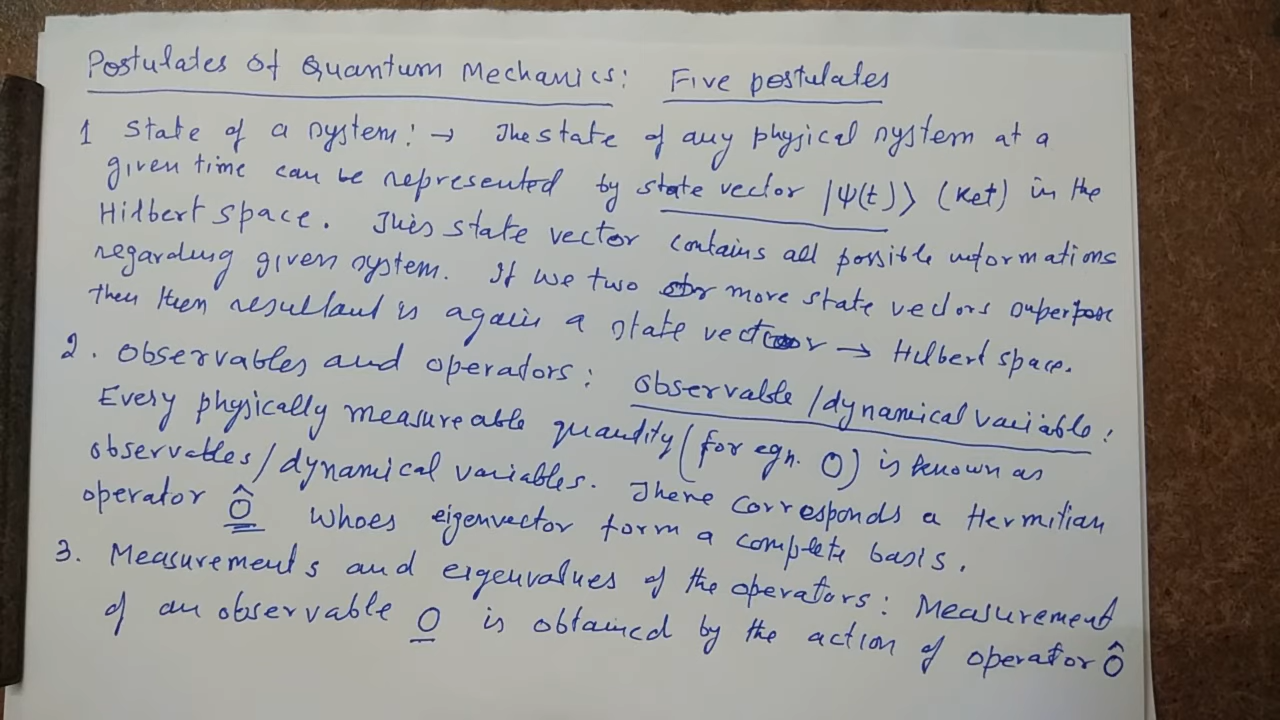 Postulates of Quantum Mechanics: Five postulates
1 State of a system: → The state of any physical system at a
given time can be represented by state vector |Ψ(t)⟩ (ket) in the
Hilbert space. This state vector contains all possible informations
regarding given system. If we two or more state vectors superpose
then then resultant is again a state vector → Hilbert space.
2. Observables and operators: Observable/dynamical variable:
Every physically measureable quantity (for egn. O) is known as
observables/dynamical variables. There corresponds a Hermitian
operator Ô whoes eigenvector form a complete basis.
3. Measurements and eigenvalues of the operators: Measurement
of an observable O is obtained by the action of operator Ô